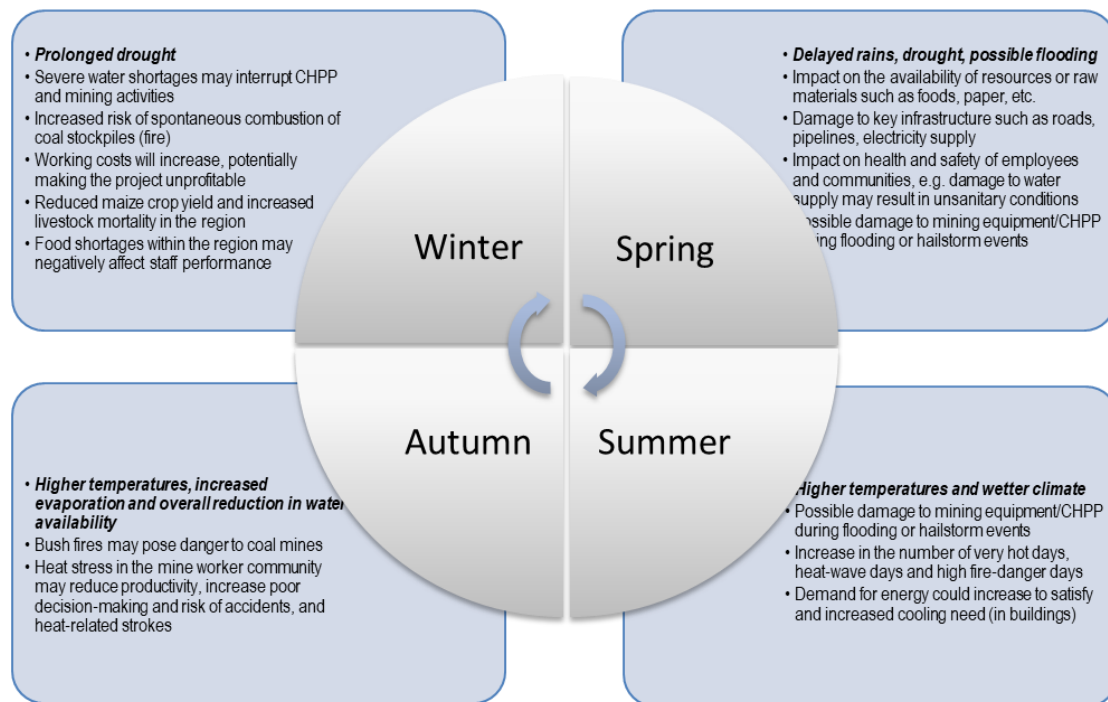 • Prolonged drought
• Severe water shortages may interrupt CHPP
and mining activities
• Increased risk of spontaneous combustion of
coal stockpiles (fire)
• Working costs will increase, potentially
making the project unprofitable
• Reduced maize crop yield and increased
livestock mortality in the region
• Food shortages within the region may
negatively affect staff performance
• Delayed rains, drought, possible flooding
• Impact on the availability of resources or raw
materials such as foods, paper, etc.
• Damage to key infrastructure such as roads,
pipelines, electricity supply
• Impact on health and safety of employees
and communities, e.g. damage to water
supply may result in unsanitary conditions
damage to mining equipment/CHPP
flooding or hailstorm events
Winter
Spring
Autumn
Summer
• Higher temperatures, increased
evaporation and overall reduction in water
availability
• Bush fires may pose danger to coal mines
• Heat stress in the mine worker community
may reduce productivity, increase poor
decision-making and risk of accidents, and
heat-related strokes
Higher temperatures and wetter climate
• Possible damage to mining equipment/CHPP
during flooding or hailstorm events
• Increase in the number of very hot days,
heat-wave days and high fire-danger days
• Demand for energy could increase to satisfy
and increased cooling need (in buildings)